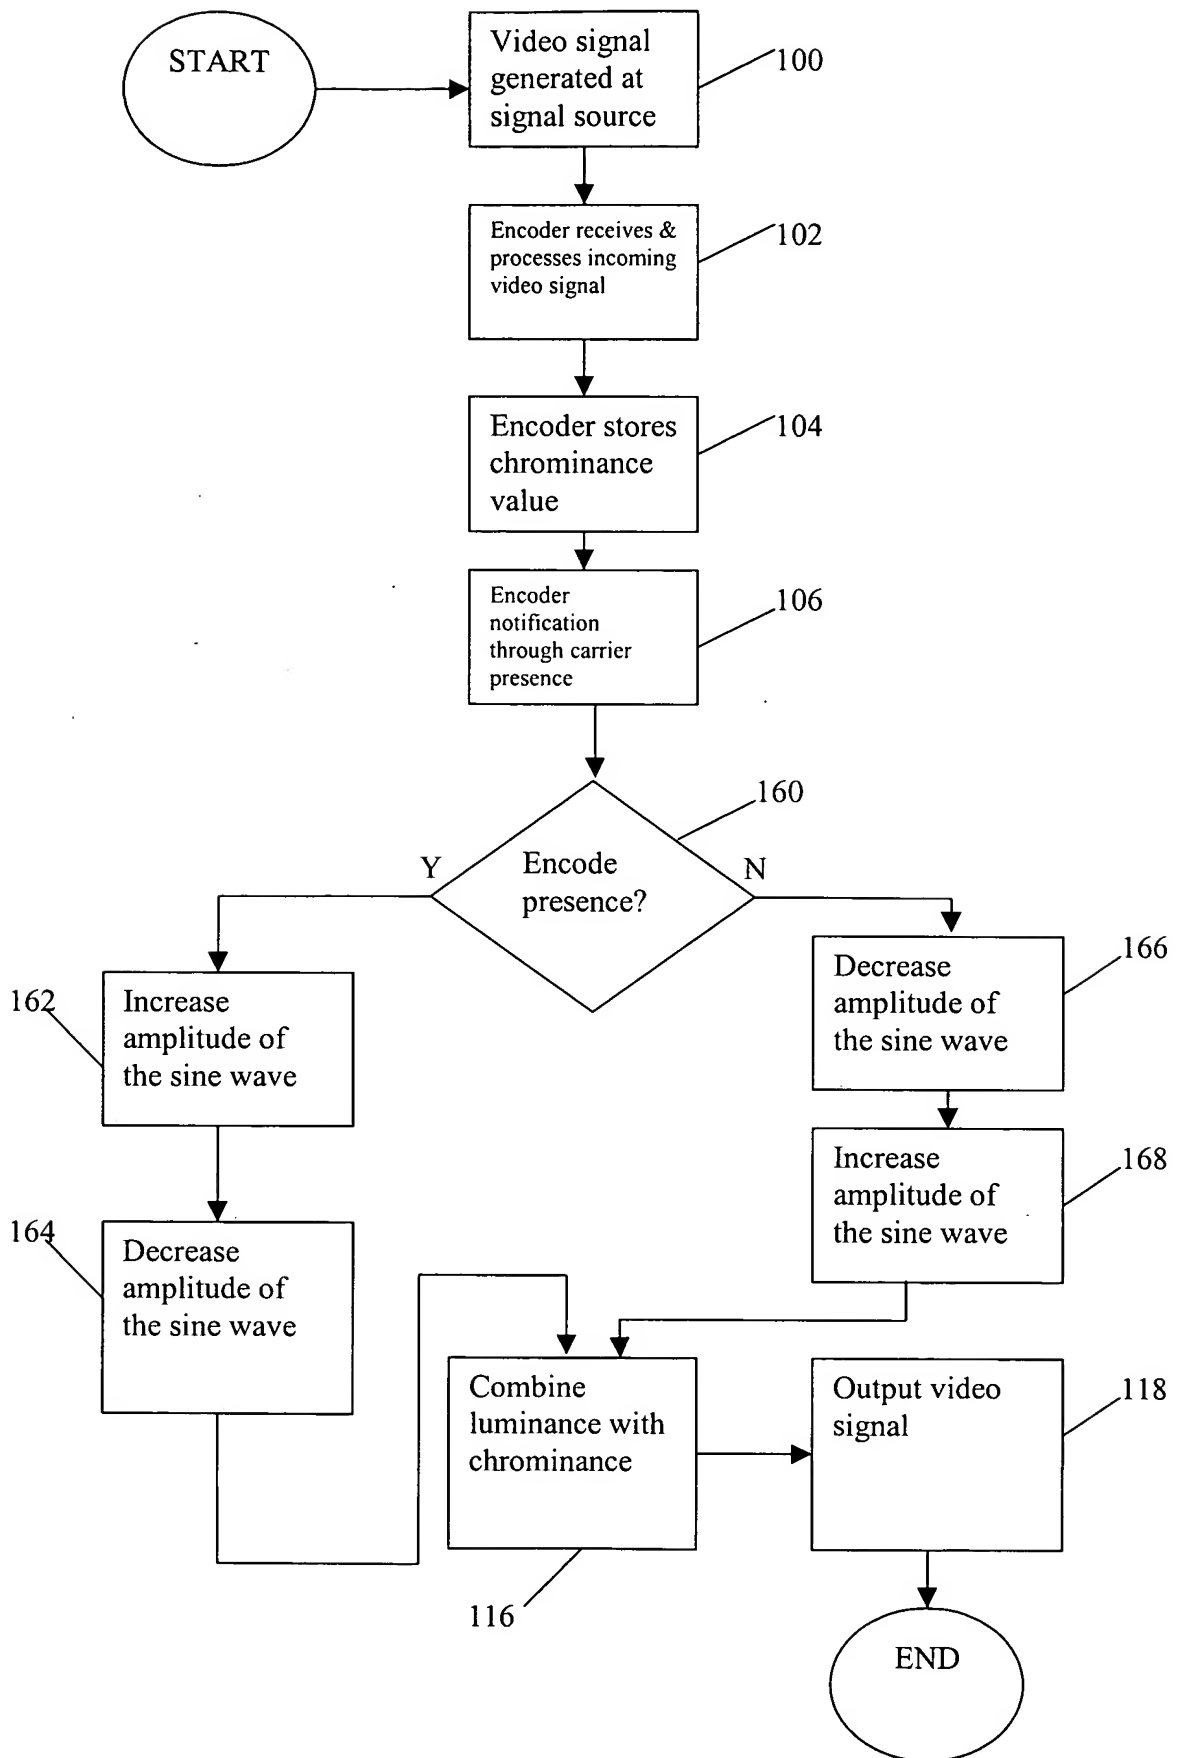 START
Video signal
generated at
signal source
100
Encoder receives &
processes incoming
video signal
102
Encoder stores
chrominance
value
104
Encoder
notification
through carrier
presence
106
160
Y
Encode
presence?
N
162
Increase
amplitude of
the sine wave
Decrease
amplitude of
the sine wave
166
Increase
amplitude of
the sine wave
168
164
Decrease
amplitude of
the sine wave
Combine
luminance with
chrominance
116
Output video
signal
118
END